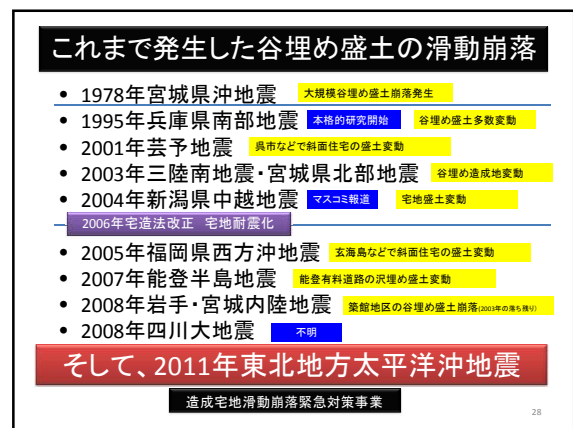 これまで発生した谷埋め盛土の滑動崩落
• 1978年宮城県沖地震 大規模谷埋め盛土崩落発生
• 1995年兵庫県南部地震 本格的研究開始 谷埋め盛土多数変動
• 2001年芸予地震 呉市などで斜面住宅の盛土変動
• 2003年三陸南地震・宮城県北部地震 谷埋め造成地変動
• 2004年新潟県中越地震 マスコミ報道 宅地盛土変動
2006年宅造法改正 宅地耐震化
• 2005年福岡県西方沖地震 玄海島などで斜面住宅の盛土変動
• 2007年能登半島地震 能登有料道路の沢埋め盛土変動
• 2008年岩手・宮城内陸地震 築館地区の谷埋め盛土崩落(2003年の落ち残り)
• 2008年四川大地震 不明
そして、2011年東北地方太平洋沖地震
造成宅地滑動崩落緊急対策事業
28